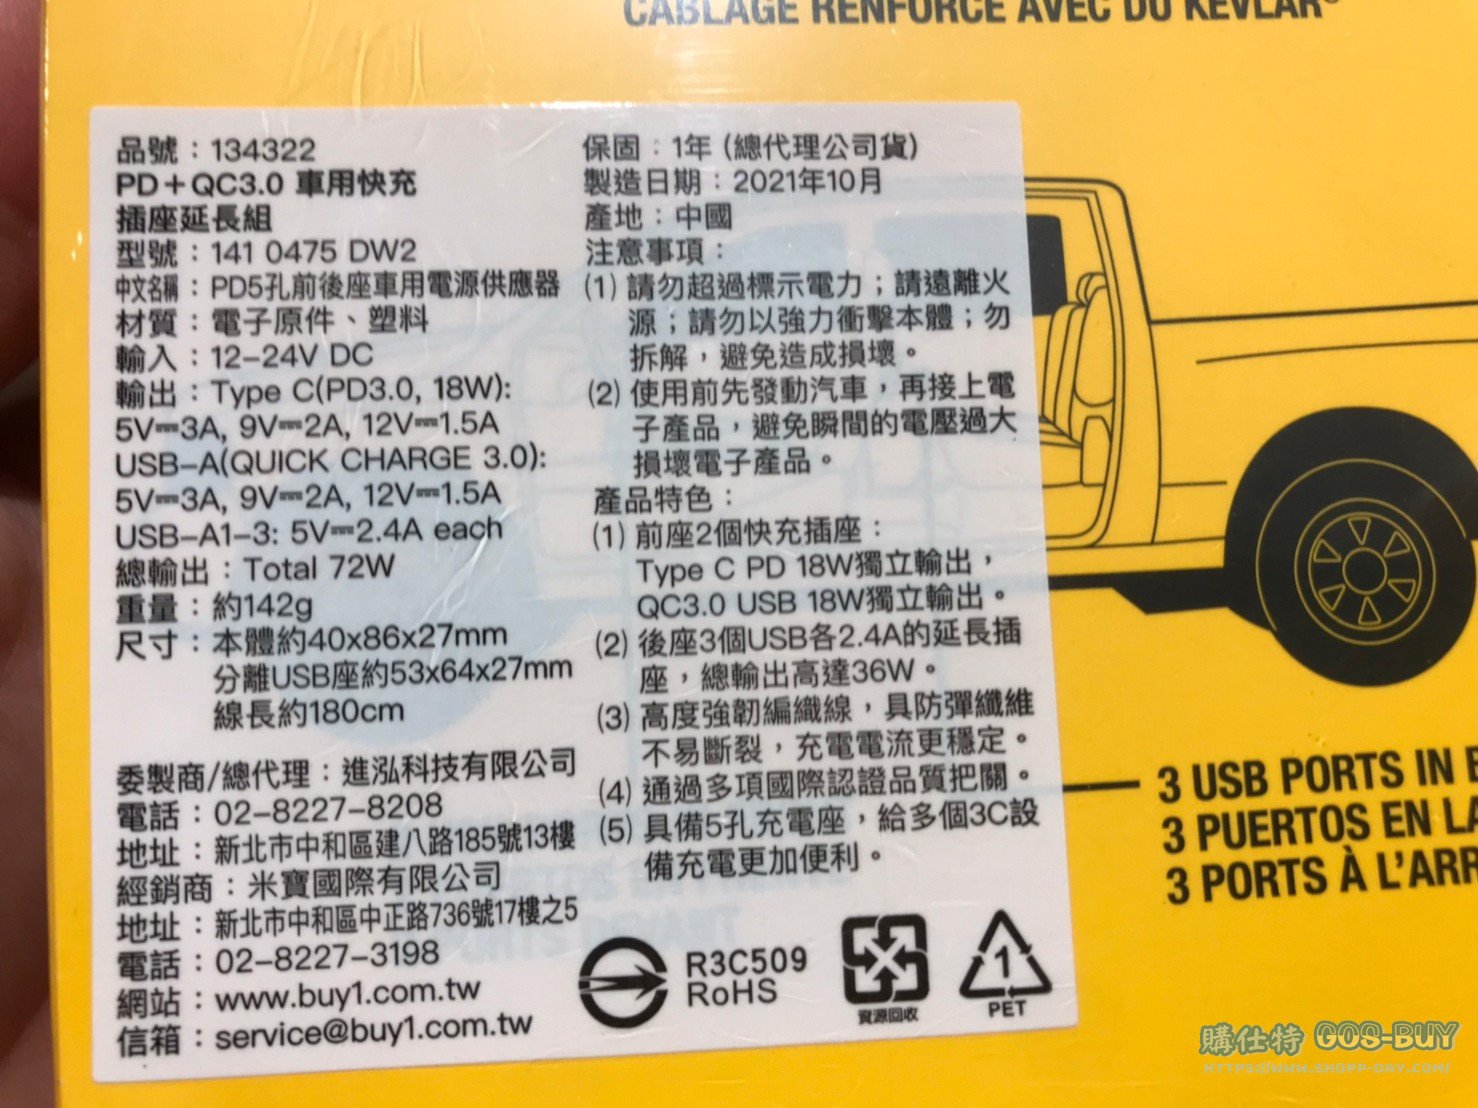 CÂBLAGE RENFORCÉ AVEC DU KEVLAR®
品號：134322
PD＋QC3.0 車用快充
插座延長組
型號：141 0475 DW2
中文名稱：PD5孔前後座車用電源供應器
材質：電子原件、塑料
輸入：12–24V DC
輸出：Type C(PD3.0, 18W):
5V⎓3A, 9V⎓2A, 12V⎓1.5A
USB–A(QUICK CHARGE 3.0):
5V⎓3A, 9V⎓2A, 12V⎓1.5A
USB–A1–3: 5V⎓2.4A each
總輸出：Total 72W
重量：約142g
尺寸：本體約40x86x27mm
分離USB座約53x64x27mm
線長約180cm
委製商/總代理：進泓科技有限公司
電話：02–8227–8208
地址：新北市中和區建八路185號13樓
經銷商：米寶國際有限公司
地址：新北市中和區中正路736號17樓之5
電話：02–8227–3198
網站：www.buy1.com.tw
信箱：service@buy1.com.tw
保固：1年 (總代理公司貨)
製造日期：2021年10月
產地：中國
注意事項：
(1) 請勿超過標示電力；請遠離火
源；請勿以強力衝擊本體；勿
拆解，避免造成損壞。
(2) 使用前先發動汽車，再接上電
子產品，避免瞬間的電壓過大
損壞電子產品。
產品特色：
(1) 前座2個快充插座：
Type C PD 18W獨立輸出，
QC3.0 USB 18W獨立輸出。
(2) 後座3個USB各2.4A的延長插
座，總輸出高達36W。
(3) 高度強韌編織線，具防彈纖維
不易斷裂，充電電流更穩定。
(4) 通過多項國際認證品質把關。
(5) 具備5孔充電座，給多個3C設
備充電更加便利。
R3C509
RoHS
資源回收
1
PET
3 USB PORTS IN
3 PUERTOS EN LA
3 PORTS À L'ARR
購仕特 GOS-BUY
HTTPS://WWW.SHOPP-DAY.COM/